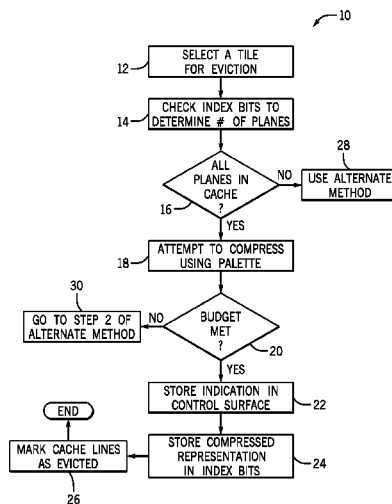 10
SELECT A TILE
FOR EVICTION
12
CHECK INDEX BITS TO
DETERMINE # OF PLANES
14
ALL
PLANES IN
CACHE
?
16
NO
28
USE ALTERNATE
METHOD
YES
ATTEMPT TO COMPRESS
USING PALETTE
18
BUDGET
MET
?
20
NO
30
GO TO STEP 2 OF
ALTERNATE METHOD
YES
STORE INDICATION IN
CONTROL SURFACE
22
STORE COMPRESSED
REPRESENTATION
IN INDEX BITS
24
MARK CACHE LINES
AS EVICTED
26
END